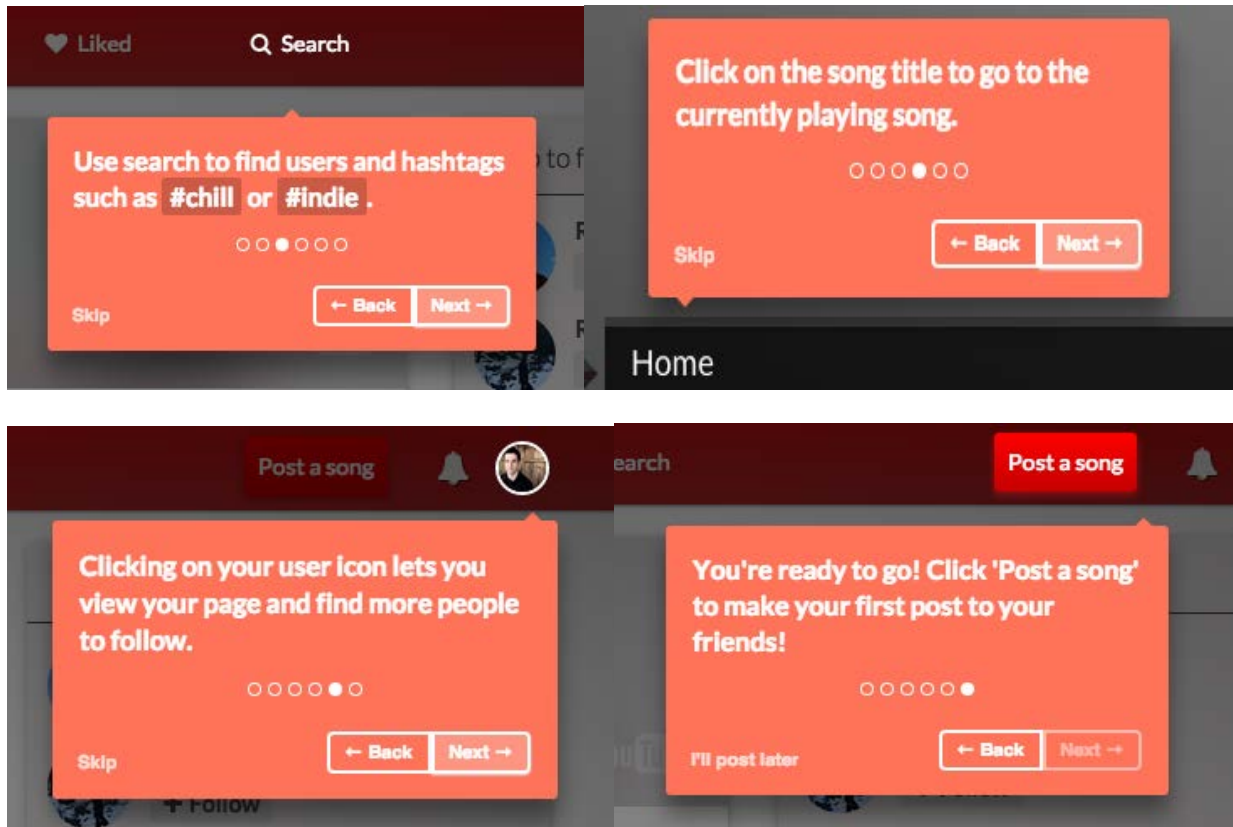 Liked
Search
Use search to find users and hashtags
such as #chill or #indie .
Skip
← Back
Next →
to f
Click on the song title to go to the
currently playing song.
Skip
← Back
Next →
Home
Post a song
Clicking on your user icon lets you
view your page and find more people
to follow.
Skip
← Back
Next →
+ Follow
earch
Post a song
You're ready to go! Click 'Post a song'
to make your first post to your
friends!
I'll post later
← Back
Next →